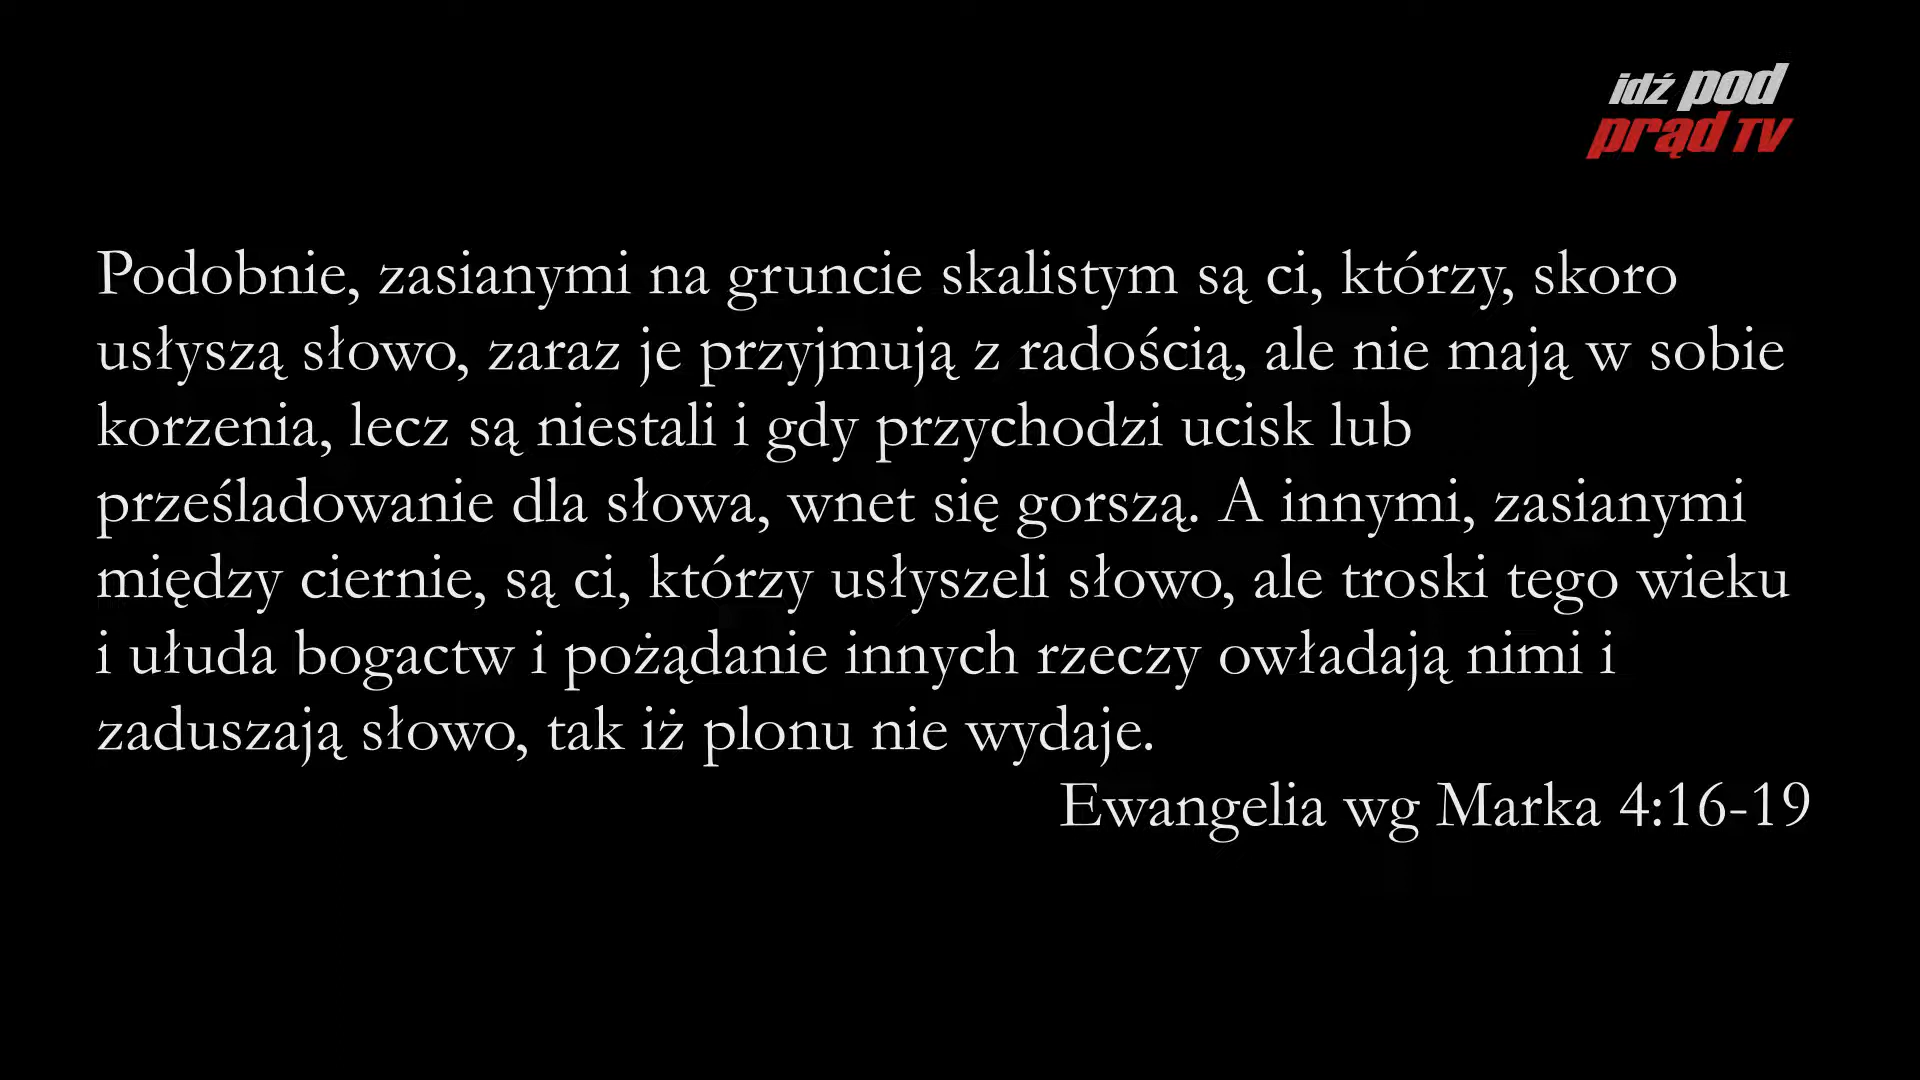 idź pod
prąd TV
Podobnie, zasianymi na gruncie skalistym są ci, którzy, skoro
usłyszą słowo, zaraz je przyjmują z radością, ale nie mają w sobie
korzenia, lecz są niestali i gdy przychodzi ucisk lub
prześladowanie dla słowa, wnet się gorszą. A innymi, zasianymi
między ciernie, są ci, którzy usłyszeli słowo, ale troski tego wieku
i ułuda bogactw i pożądanie innych rzeczy owładają nimi i
zaduszają słowo, tak iż plonu nie wydaje.
Ewangelia wg Marka 4:16-19